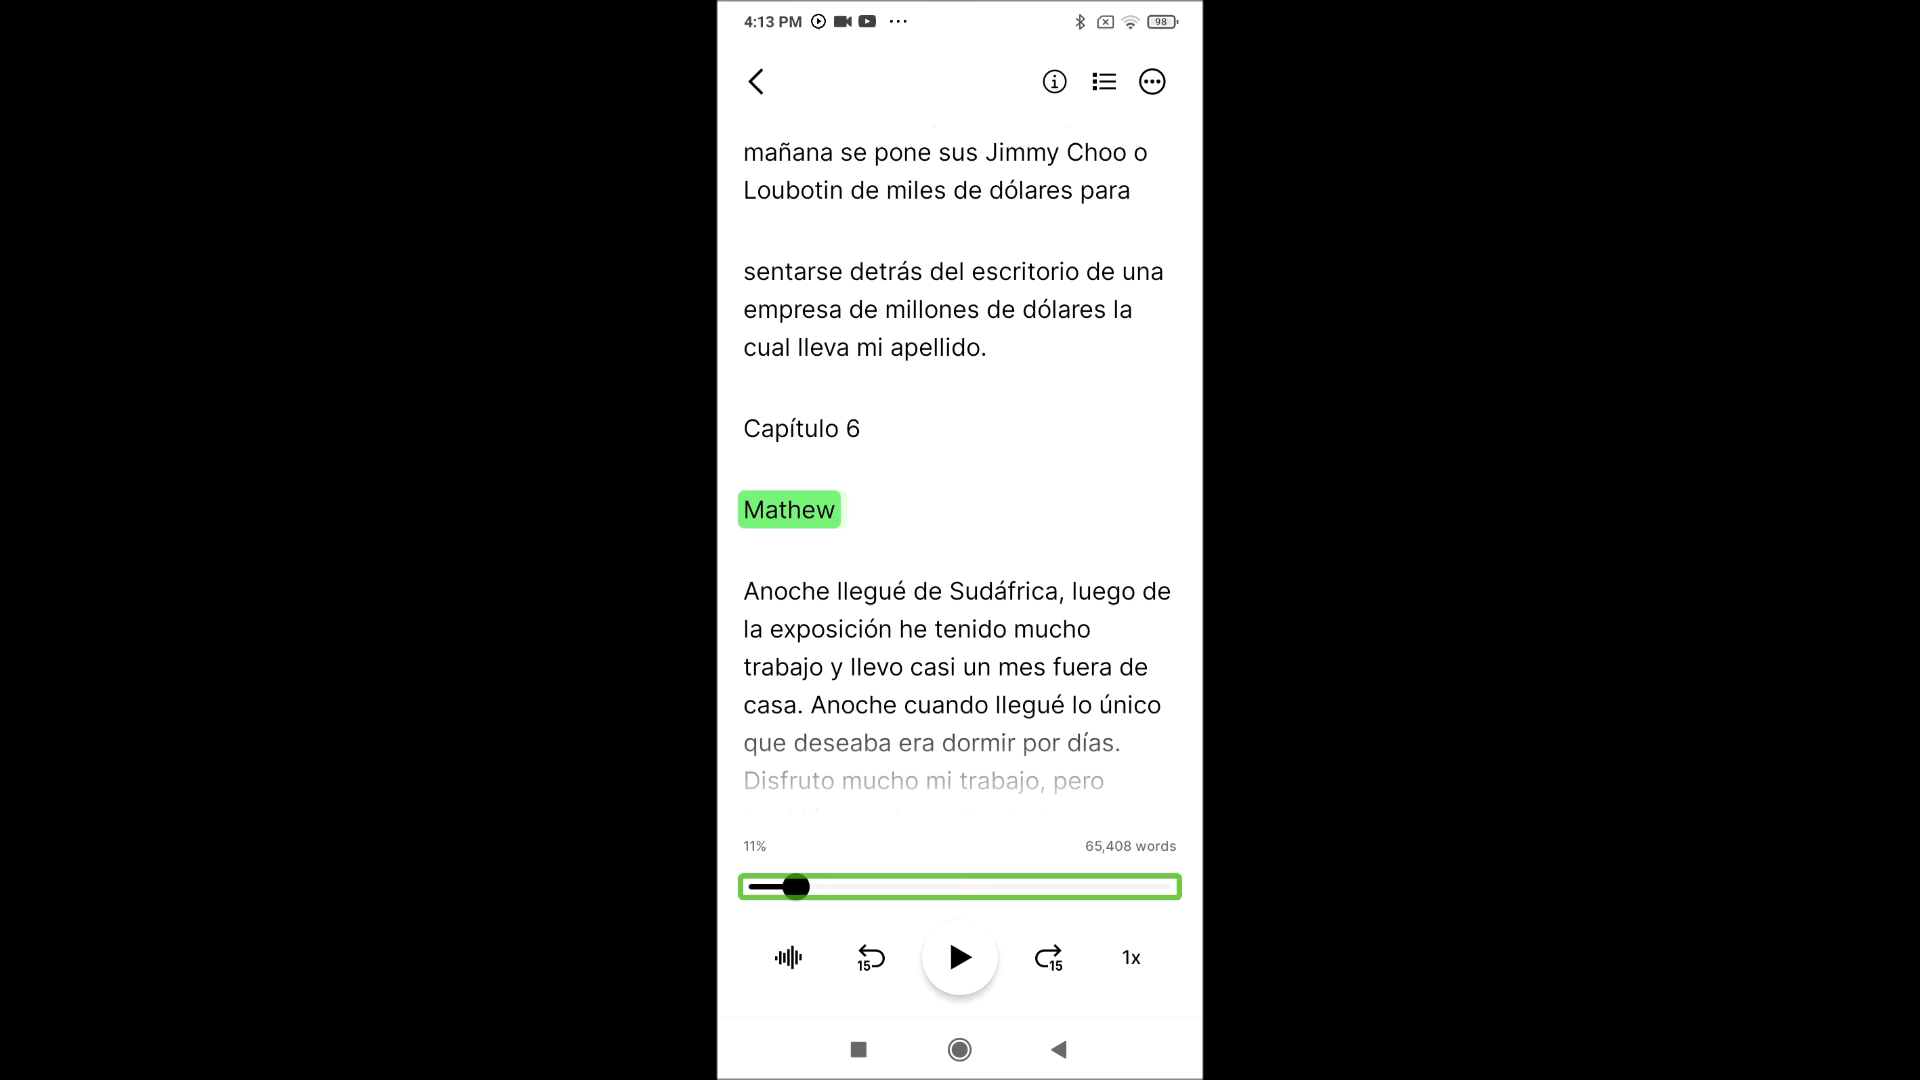 4:13 PM
98
mañana se pone sus Jimmy Choo o
Loubotin de miles de dólares para
sentarse detrás del escritorio de una
empresa de millones de dólares la
cual lleva mi apellido.
Capítulo 6
Mathew
Anoche llegué de Sudáfrica, luego de
la exposición he tenido mucho
trabajo y llevo casi un mes fuera de
casa. Anoche cuando llegué lo único
que deseaba era dormir por días.
Disfruto mucho mi trabajo, pero
11%
65,408 words
15
15
1x